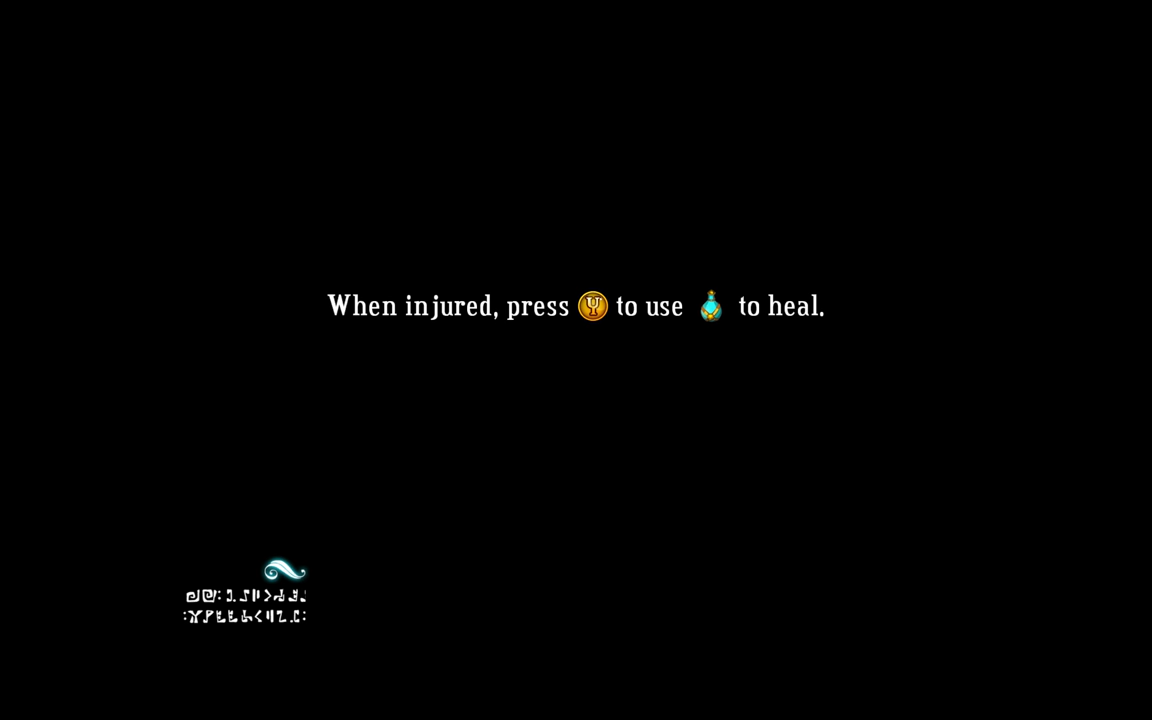 When injured, press Y to use to heal.